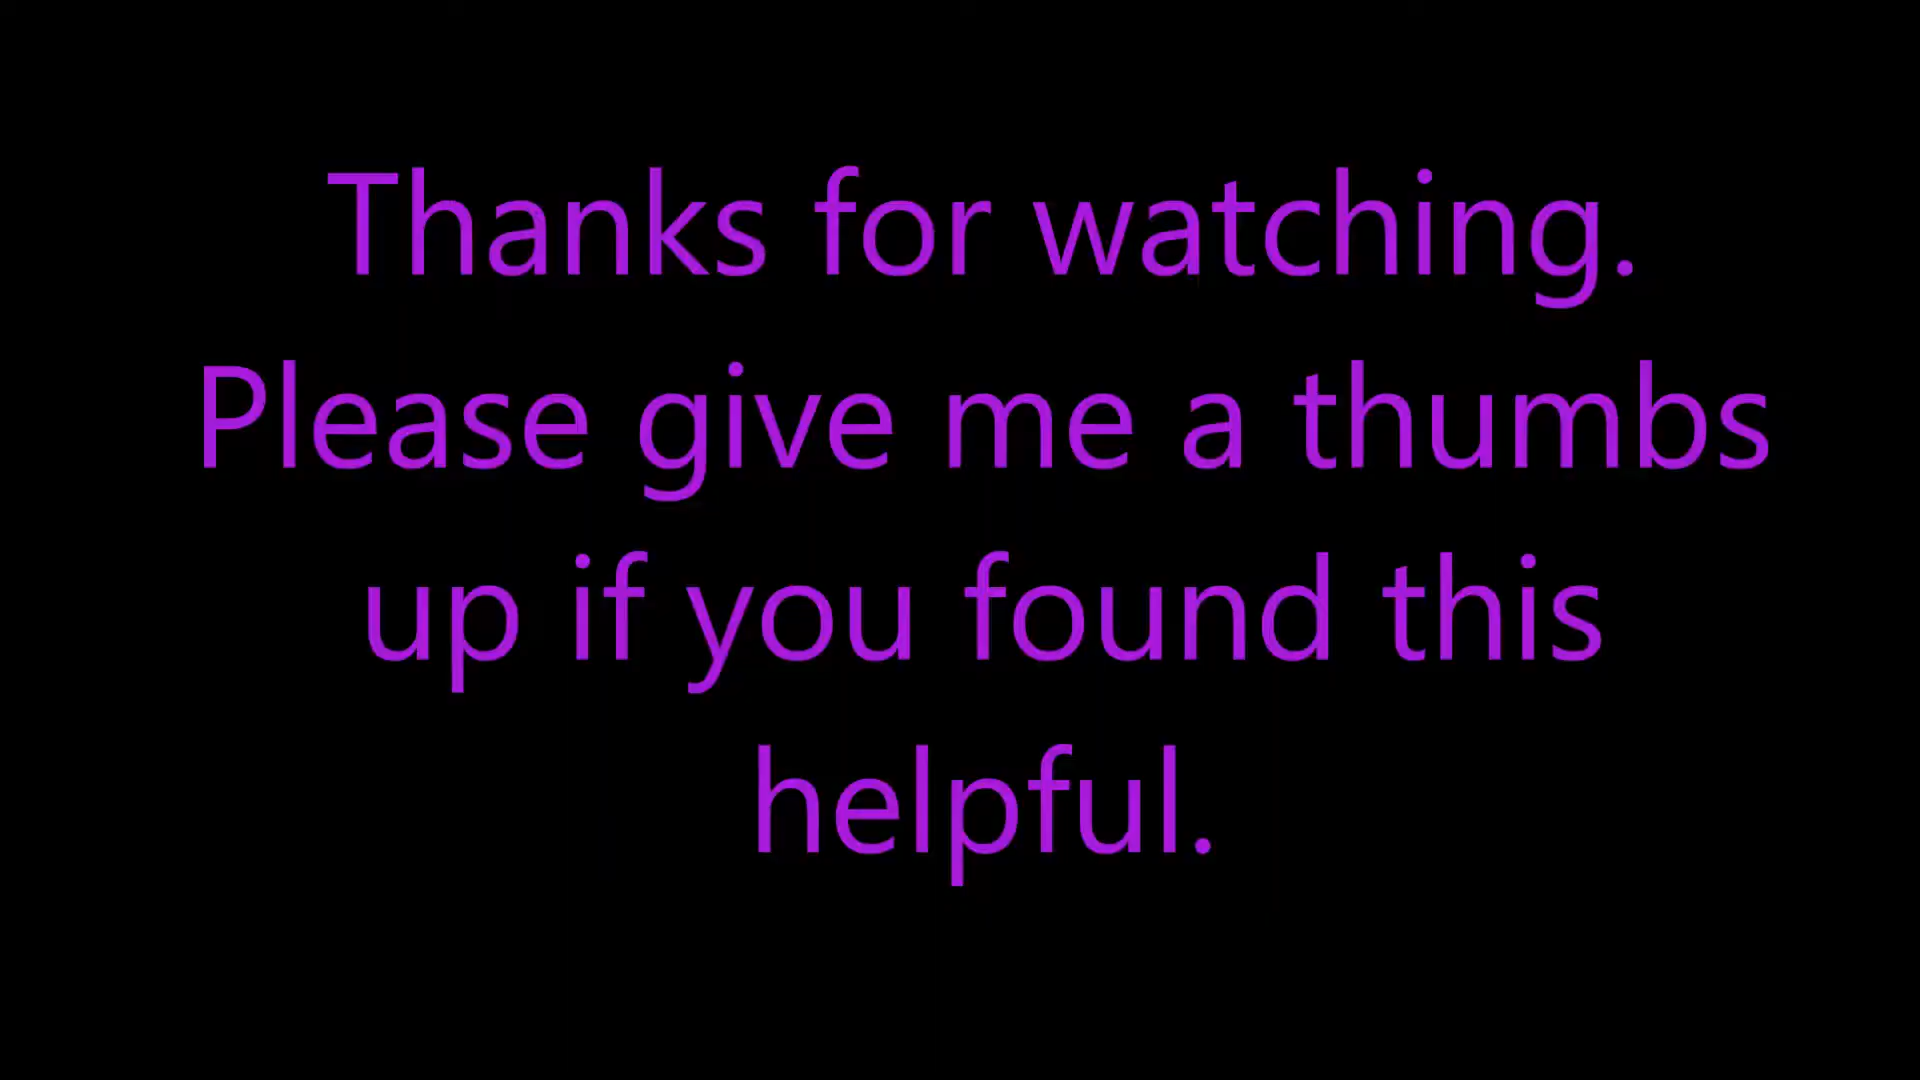 Thanks for watching.
Please give me a thumbs
up if you found this
helpful.